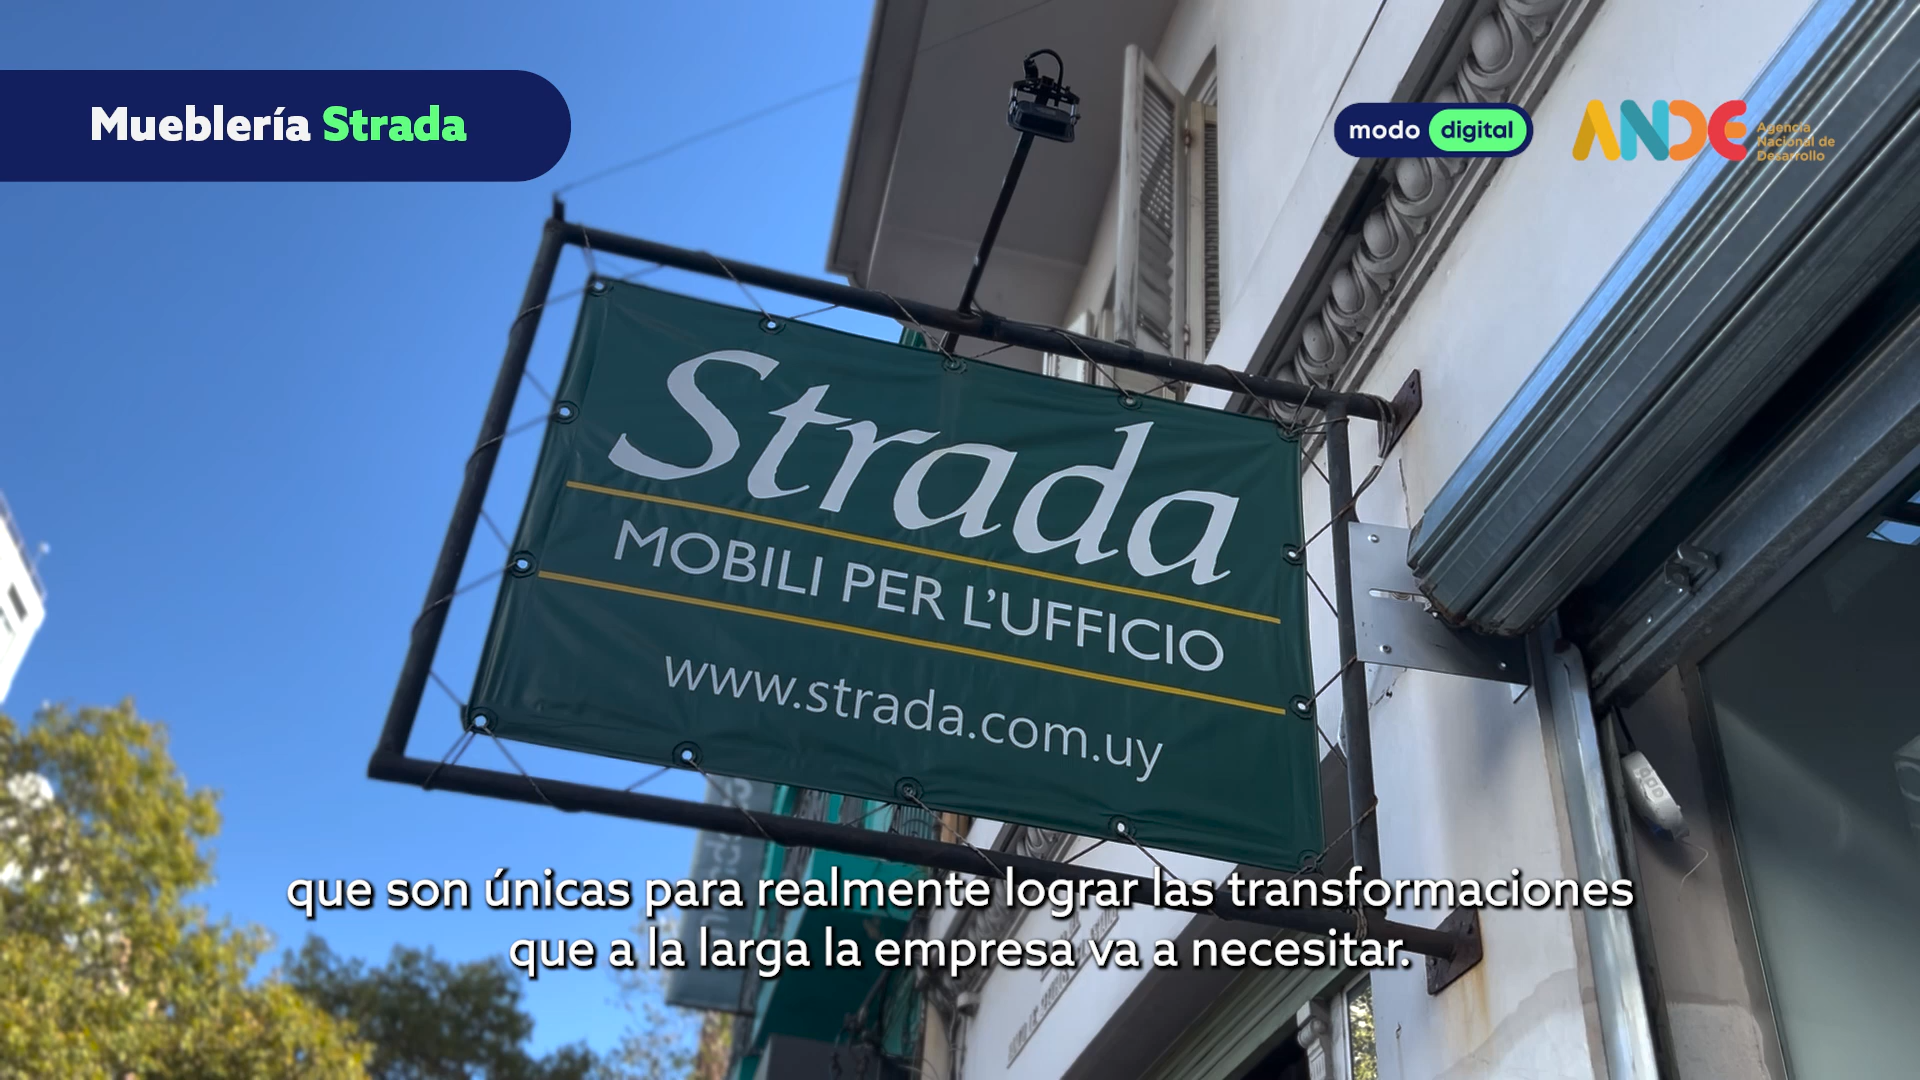 Mueblería Strada
modo digital
ANDE
Agencia
Nacional de
Desarrollo
Strada
MOBILI PER L'UFFICIO
www.strada.com.uy
que son únicas para realmente lograr las transformaciones
que a la larga la empresa va a necesitar.